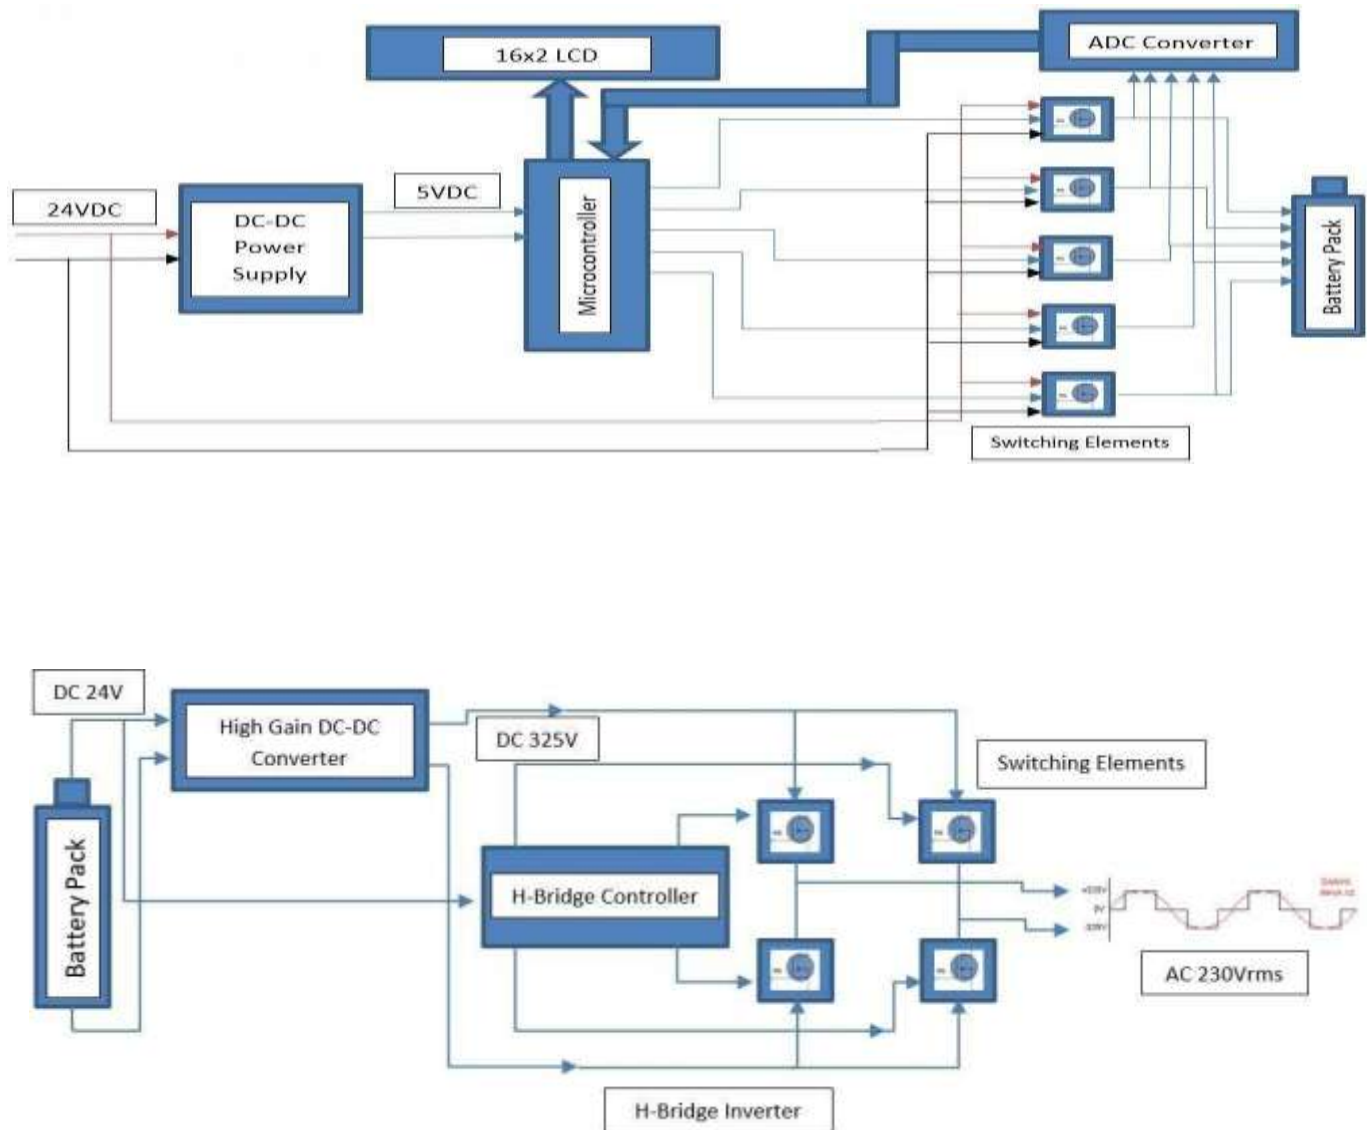 16x2 LCD
ADC Converter
24VDC
DC-DC
Power
Supply
5VDC
Microcontroller
Battery Pack
Switching Elements
DC 24V
High Gain DC-DC
Converter
DC 325V
Switching Elements
Battery Pack
H-Bridge Controller
0V
AC 230Vrms
H-Bridge Inverter